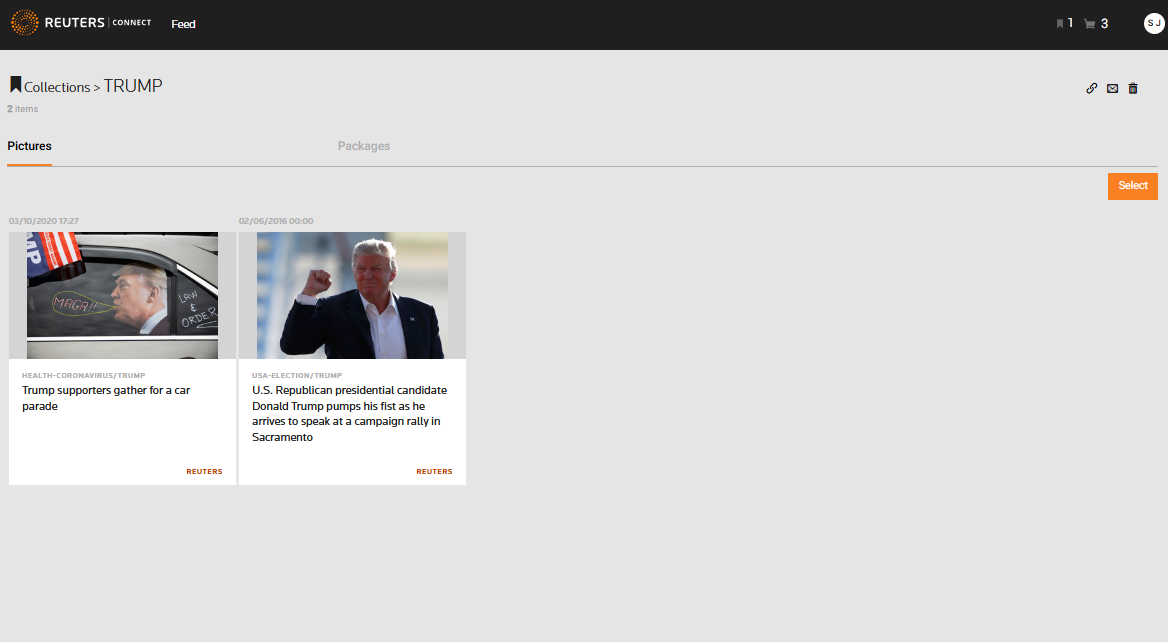 REUTERS CONNECT Feed 1 3 S J
Collections > TRUMP
2 items
Pictures Packages
Select
03/10/2020 17:27 02/06/2016 00:00
MAGA!!
LAW
&
ORDER
HEALTH-CORONAVIRUS/TRUMP
Trump supporters gather for a car
parade
REUTERS
USA-ELECTION/TRUMP
U.S. Republican presidential candidate
Donald Trump pumps his fist as he
arrives to speak at a campaign rally in
Sacramento
REUTERS